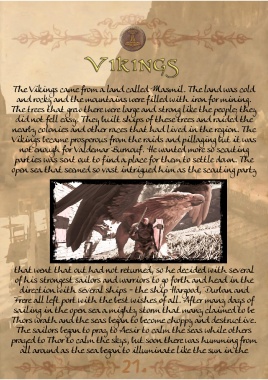 Vikings
The Vikings came from a land called Masmil. The land was cold
and rocky, and the mountains were filled with iron for mining.
The trees that grew there were large and strong like the people; they
did not fell easy. They built ships of these trees and raided the
nearby colonies and other races that had lived in the region. The
Vikings became prosperous from the raids and pillaging but it was
not enough for Valdamar. He wanted more so scouting
parties was sent out to find a place for them to settle down. The
open sea that seemed so vast intrigued him as the scouting party
that went out had not returned, so he decided with several
of his strongest sailors and warriors to go forth and head in the
direction with several ships - the ship Hargood, and
Frere all left port with the best wishes of all. After many days of
sailing in the open sea a mighty storm that many claimed to be
Thors wrath and the seas began to become choppy and destructive.
The sailors began to pray to Aesir to calm the seas while others
prayed to Thor to calm the skies, but soon there was humming from
all around as the sea began to illuminate like the sun in the
21